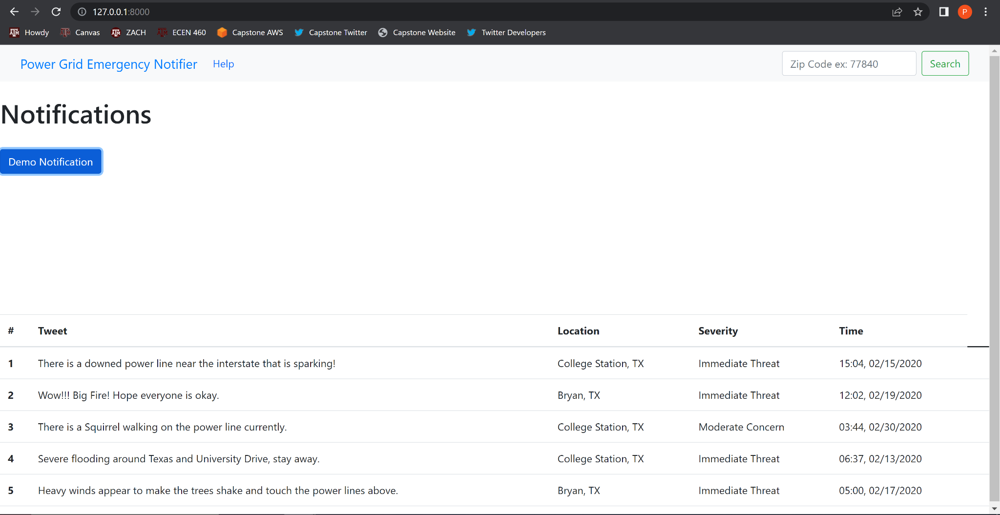 127.0.0.1:8000
P
Howdy Canvas ZACH ECEN 460 Capstone AWS Capstone Twitter Capstone Website Twitter Developers
Power Grid Emergency Notifier Help Zip Code ex: 77840 Search
Notifications
Demo Notification
# Tweet Location Severity Time
1 There is a downed power line near the interstate that is sparking! College Station, TX Immediate Threat 15:04, 02/15/2020
2 Wow!!! Big Fire! Hope everyone is okay. Bryan, TX Immediate Threat 12:02, 02/19/2020
3 There is a Squirrel walking on the power line currently. College Station, TX Moderate Concern 03:44, 02/30/2020
4 Severe flooding around Texas and University Drive, stay away. College Station, TX Immediate Threat 06:37, 02/13/2020
5 Heavy winds appear to make the trees shake and touch the power lines above. Bryan, TX Immediate Threat 05:00, 02/17/2020